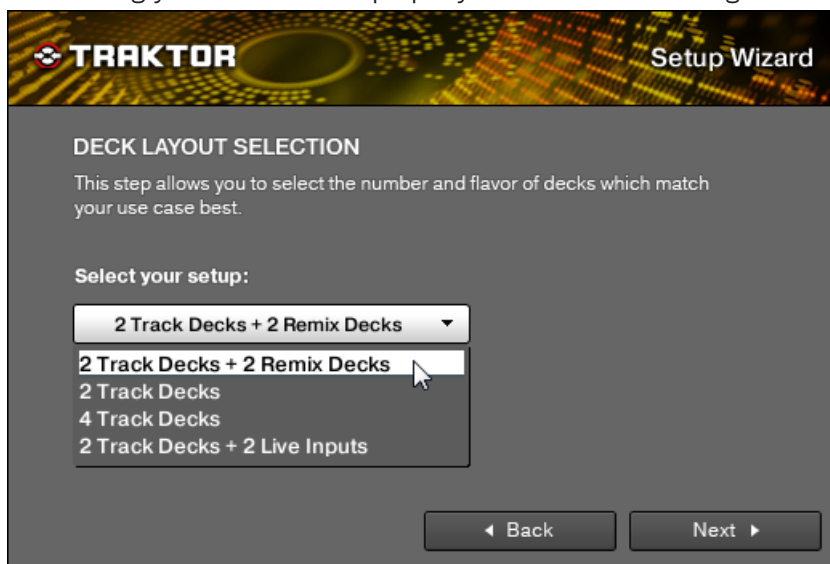 TRAKTOR
Setup Wizard
DECK LAYOUT SELECTION
This step allows you to select the number and flavor of decks which match
your use case best.
Select your setup:
2 Track Decks + 2 Remix Decks
2 Track Decks + 2 Remix Decks
2 Track Decks
4 Track Decks
2 Track Decks + 2 Live Inputs
Back
Next